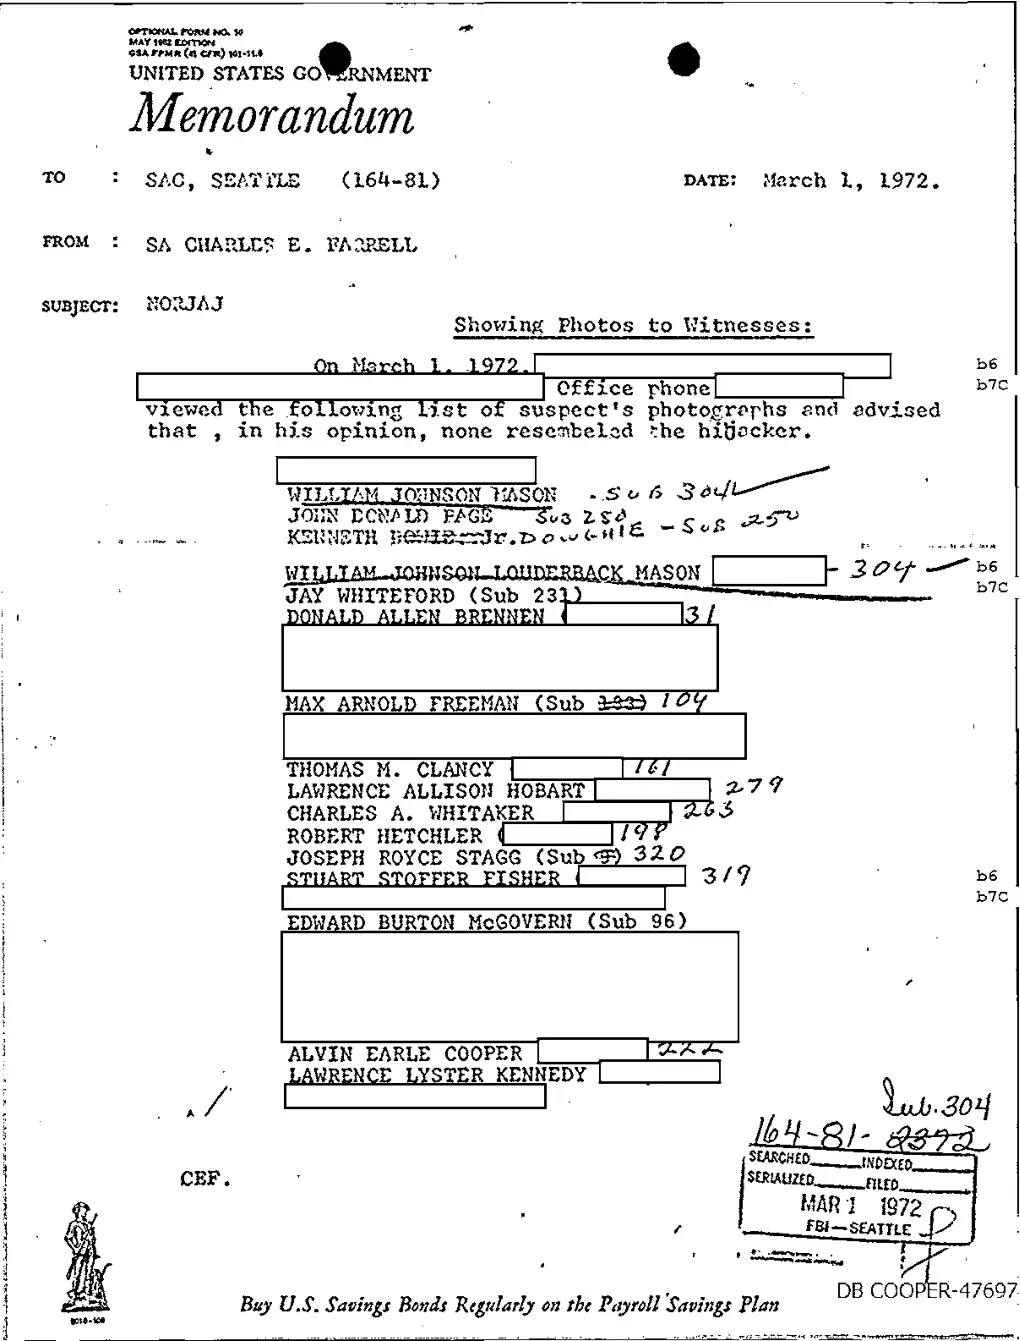 OPTIONAL FORM NO. 10
MAY 1962 EDITION
GSA FPMR (41 CFR) 101-11.6
UNITED STATES GOVERNMENT
Memorandum
TO : SAC, SEATTLE (164-81) DATE: March 1, 1972.
FROM : SA CHARLES E. FARRELL
SUBJECT: NORJAJ
Showing Photos to Witnesses:
On March 1, 1972, b6
Office phone b7C
viewed the following list of suspect's photographs and advised
that , in his opinion, none resembeled the hijacker.
WILLIAM JOHNSON MASON - SUB 304
JOHN DONALD PAGE Sub 250
KENNETH Jr. DOWGHIE - SUB 250
WILLIAM JOHNSON LOUDERBACK MASON - 304 b6
JAY WHITEFORD (Sub 231) b7C
DONALD ALLEN BRENNEN ( 31
MAX ARNOLD FREEMAN (Sub 103) 104
THOMAS M. CLANCY 161
LAWRENCE ALLISON HOBART 279
CHARLES A. WHITAKER 263
ROBERT HETCHLER ( 198
JOSEPH ROYCE STAGG (Sub 9) 320
STUART STOFFER FISHER ( 319 b6
b7C
EDWARD BURTON McGOVERN (Sub 96)
ALVIN EARLE COOPER 222
LAWRENCE LYSTER KENNEDY
Sub. 304
164-81-2372
SEARCHED INDEXED
SERIALIZED FILED
MAR 1 1972
FBI-SEATTLE
CEF.
5010-108
DB COOPER-47697
Buy U.S. Savings Bonds Regularly on the Payroll Savings Plan